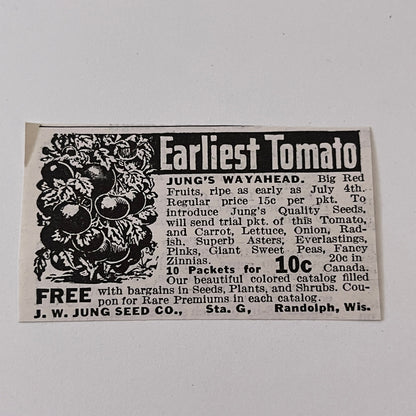 Earliest Tomato
JUNG'S WAYAHEAD. Big Red
Fruits, ripe as early as July 4th.
Regular price 15c per pkt. To
introduce Jung's Quality Seeds,
will send trial pkt. of this Tomato,
and Carrot, Lettuce, Onion, Rad-
ish. Superb Asters, Everlastings,
Pinks, Giant Sweet Peas, Fancy
Zinnias. 20c in
10 Packets for 10c Canada.
Our beautiful colored catalog filled
FREE with bargains in Seeds, Plants, and Shrubs. Cou-
pon for Rare Premiums in each catalog.
J. W. JUNG SEED CO., Sta. G, Randolph, Wis.